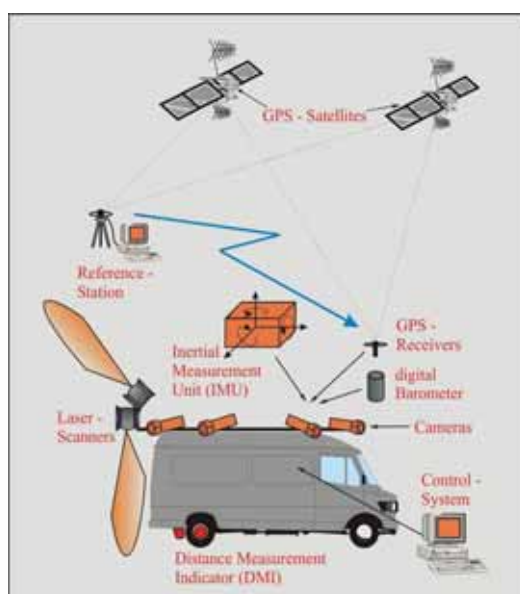 GPS - Satellites
Reference -
Station
GPS -
Receivers
Inertial
Measurement
Unit (IMU)
digital
Barometer
Laser -
Scanners
Cameras
Control -
System
Distance Measurement
Indicator (DMI)